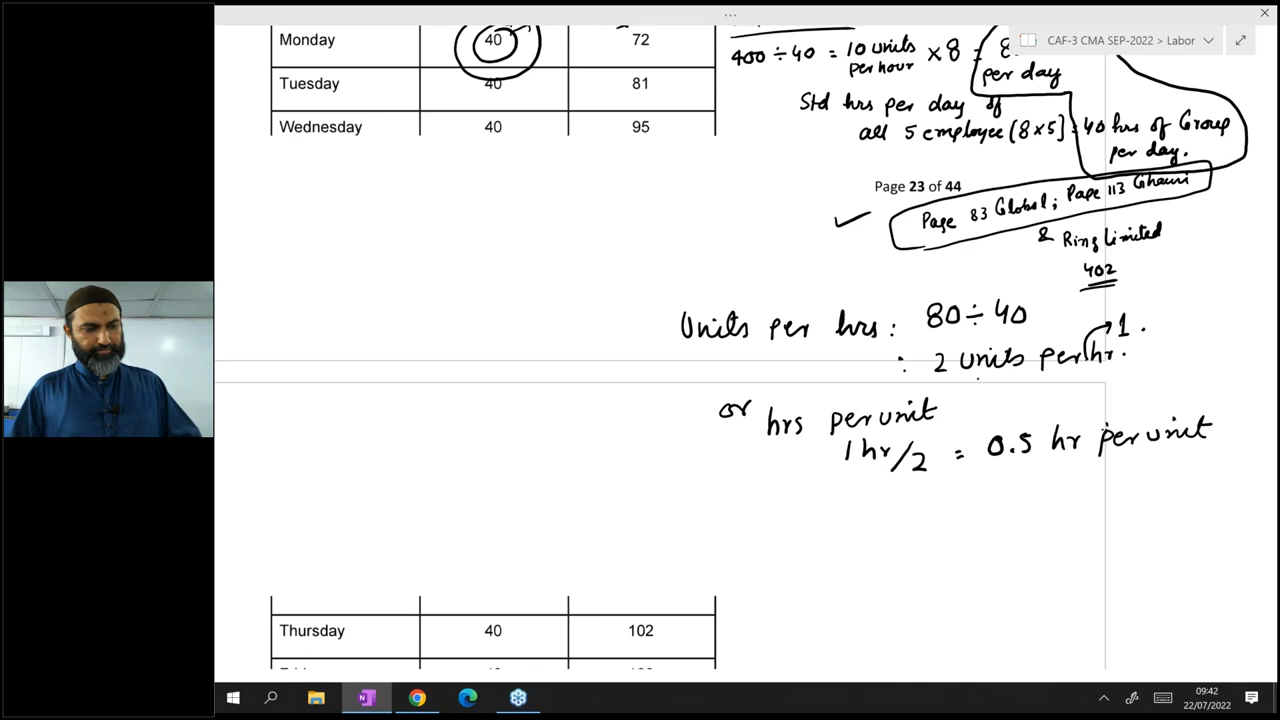 CAF-3 CMA SEP-2022 > Labor
Monday 40 72
Tuesday 40 81
Wednesday 40 95
400 ÷ 40 = 10 units per hour × 8 = 8
per day
Std hrs per day of
all 5 employee (8×5) = 40 hrs of Group
per day.
Page 23 of 44
Page 83 Global; Page 113 Ghauri
& Ring Limited
402
Units per hrs : 80 ÷ 40
: 2 units per hr. → 1.
or hrs per unit
1 hr/2 = 0.5 hr per unit
Thursday 40 102
09:42
22/07/2022